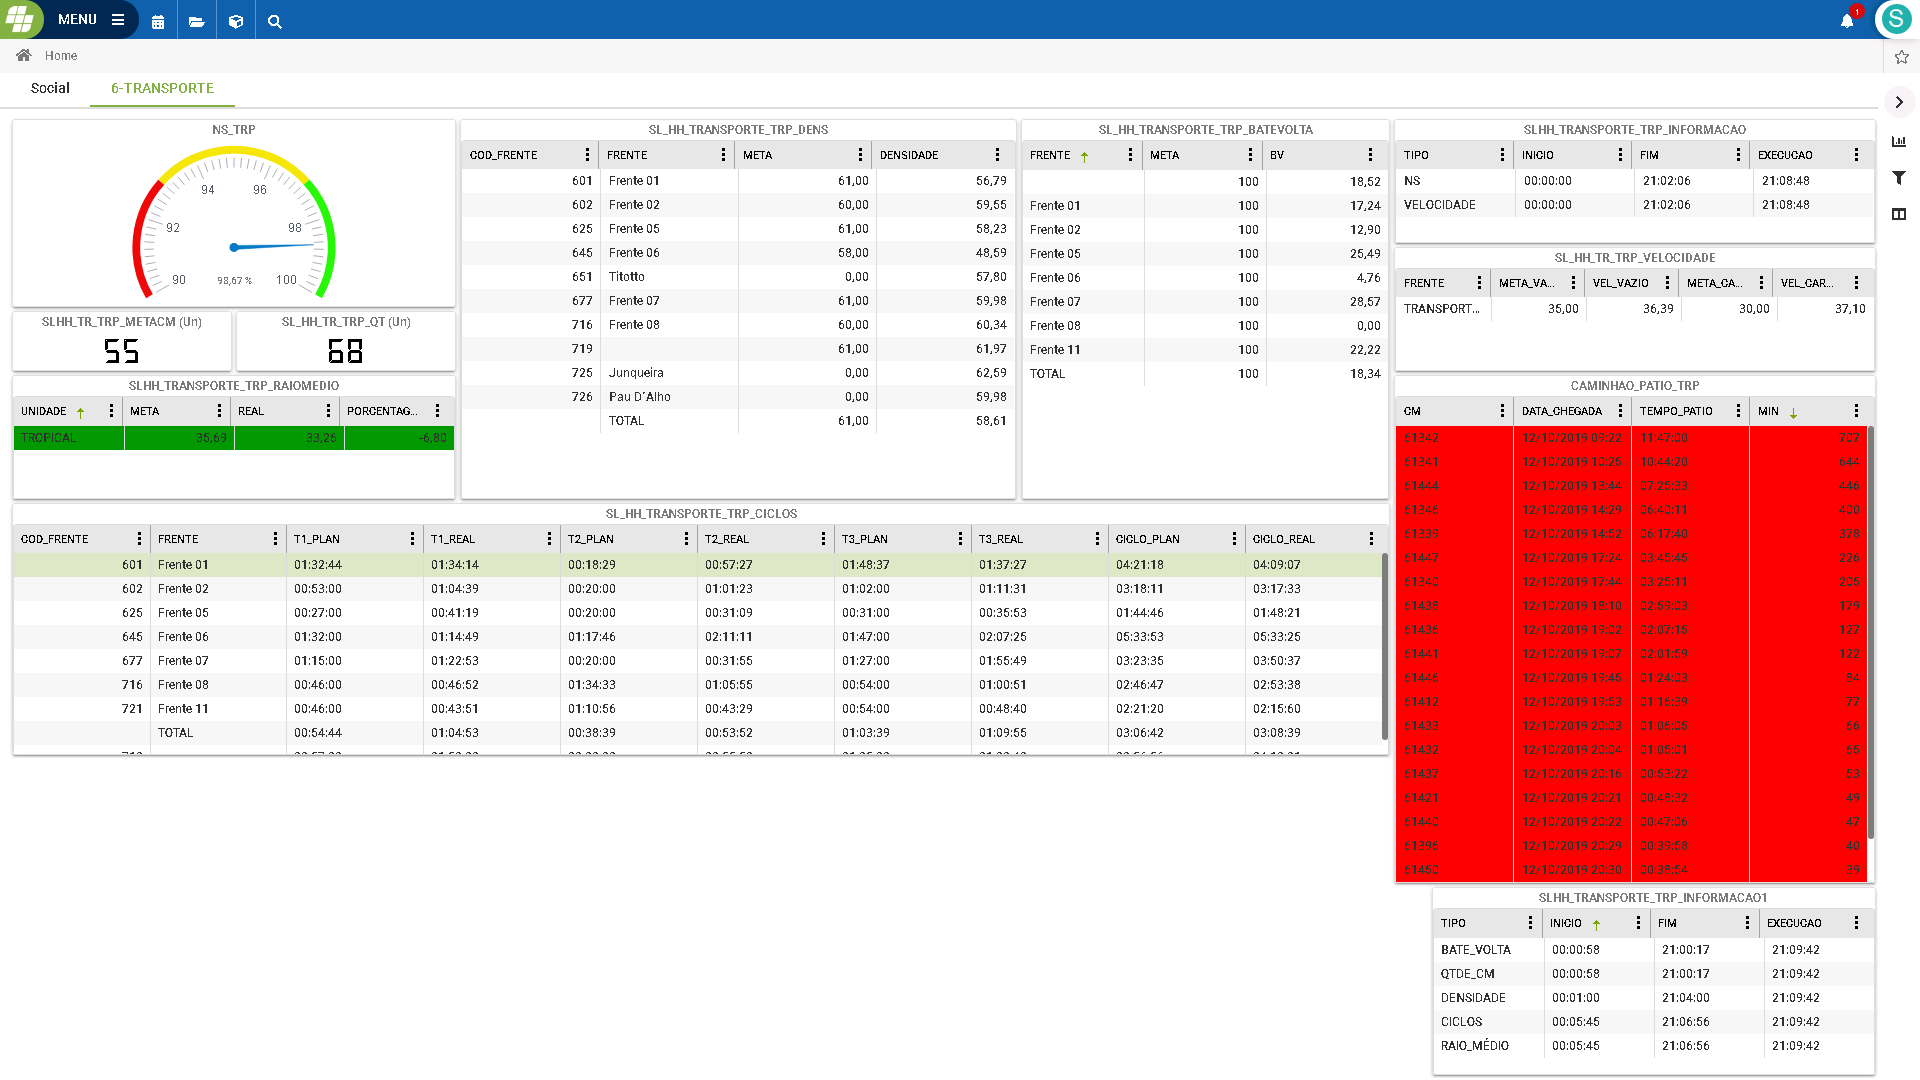 MENU
1
S
Home
Social
6-TRANSPORTE
NS_TRP
90
92
94
96
98
100
98,67 %
SLHH_TR_TRP_METACM (Un)
55
SLHH_TR_TRP_QT (Un)
68
SLHH_TRANSPORTE_TRP_RAIOMEDIO
UNIDADE META REAL PORCENTAG...
TROPICAL 35,69 33,26 -6,80
SL_HH_TRANSPORTE_TRP_DENS
COD_FRENTE FRENTE META DENSIDADE
601 Frente 01 61,00 56,79
602 Frente 02 60,00 59,55
625 Frente 05 61,00 58,23
645 Frente 06 58,00 48,59
651 Titotto 0,00 57,80
677 Frente 07 61,00 59,98
716 Frente 08 60,00 60,34
719 61,00 61,97
725 Junqueira 0,00 62,59
726 Pau D´Alho 0,00 59,98
TOTAL 61,00 58,61
SL_HH_TRANSPORTE_TRP_BATEVOLTA
FRENTE META BV
100 18,52
Frente 01 100 17,24
Frente 02 100 12,90
Frente 05 100 25,49
Frente 06 100 4,76
Frente 07 100 28,57
Frente 08 100 0,00
Frente 11 100 22,22
TOTAL 100 18,34
SLHH_TRANSPORTE_TRP_INFORMACAO
TIPO INICIO FIM EXECUCAO
NS 00:00:00 21:02:06 21:08:48
VELOCIDADE 00:00:00 21:02:06 21:08:48
SL_HH_TR_TRP_VELOCIDADE
FRENTE META_VA... VEL_VAZIO META_CA... VEL_CAR...
TRANSPORT... 35,00 36,39 30,00 37,10
CAMINHAO_PATIO_TRP
CM DATA_CHEGADA TEMPO_PATIO MIN
61342 12/10/2019 09:22 11:47:00 707
61341 12/10/2019 10:25 10:44:20 644
61444 12/10/2019 13:44 07:25:33 446
61346 12/10/2019 14:29 06:40:11 400
61339 12/10/2019 14:52 06:17:40 378
61447 12/10/2019 17:24 03:45:45 226
61340 12/10/2019 17:44 03:25:11 205
61438 12/10/2019 18:10 02:59:03 179
61436 12/10/2019 19:02 02:07:15 127
61441 12/10/2019 19:07 02:01:59 122
61446 12/10/2019 19:45 01:24:03 84
61412 12/10/2019 19:53 01:16:39 77
61433 12/10/2019 20:03 01:06:05 66
61432 12/10/2019 20:04 01:05:01 65
61437 12/10/2019 20:16 00:53:22 53
61421 12/10/2019 20:21 00:48:32 49
61440 12/10/2019 20:22 00:47:06 47
61396 12/10/2019 20:29 00:39:58 40
61450 12/10/2019 20:30 00:38:54 39
SL_HH_TRANSPORTE_TRP_CICLOS
COD_FRENTE FRENTE T1_PLAN T1_REAL T2_PLAN T2_REAL T3_PLAN T3_REAL CICLO_PLAN CICLO_REAL
601 Frente 01 01:32:44 01:34:14 00:18:29 00:57:27 01:48:37 01:37:27 04:21:18 04:09:07
602 Frente 02 00:53:00 01:04:39 00:20:00 01:01:23 01:02:00 01:11:31 03:18:11 03:17:33
625 Frente 05 00:27:00 00:41:19 00:20:00 00:31:09 00:31:00 00:35:53 01:44:46 01:48:21
645 Frente 06 01:32:00 01:14:49 01:17:46 02:11:11 01:47:00 02:07:25 05:33:53 05:33:25
677 Frente 07 01:15:00 01:22:53 00:20:00 00:31:55 01:27:00 01:55:49 03:23:35 03:50:37
716 Frente 08 00:46:00 00:46:52 01:34:33 01:05:55 00:54:00 01:00:51 02:46:47 02:53:38
721 Frente 11 00:46:00 00:43:51 01:10:56 00:43:29 00:54:00 00:48:40 02:21:20 02:15:60
TOTAL 00:54:44 01:04:53 00:38:39 00:53:52 01:03:39 01:09:55 03:06:42 03:08:39
SLHH_TRANSPORTE_TRP_INFORMACAO1
TIPO INICIO FIM EXECUCAO
BATE_VOLTA 00:00:58 21:00:17 21:09:42
QTDE_CM 00:00:58 21:00:17 21:09:42
DENSIDADE 00:01:00 21:04:00 21:09:42
CICLOS 00:05:45 21:06:56 21:09:42
RAIO_MÉDIO 00:05:45 21:06:56 21:09:42